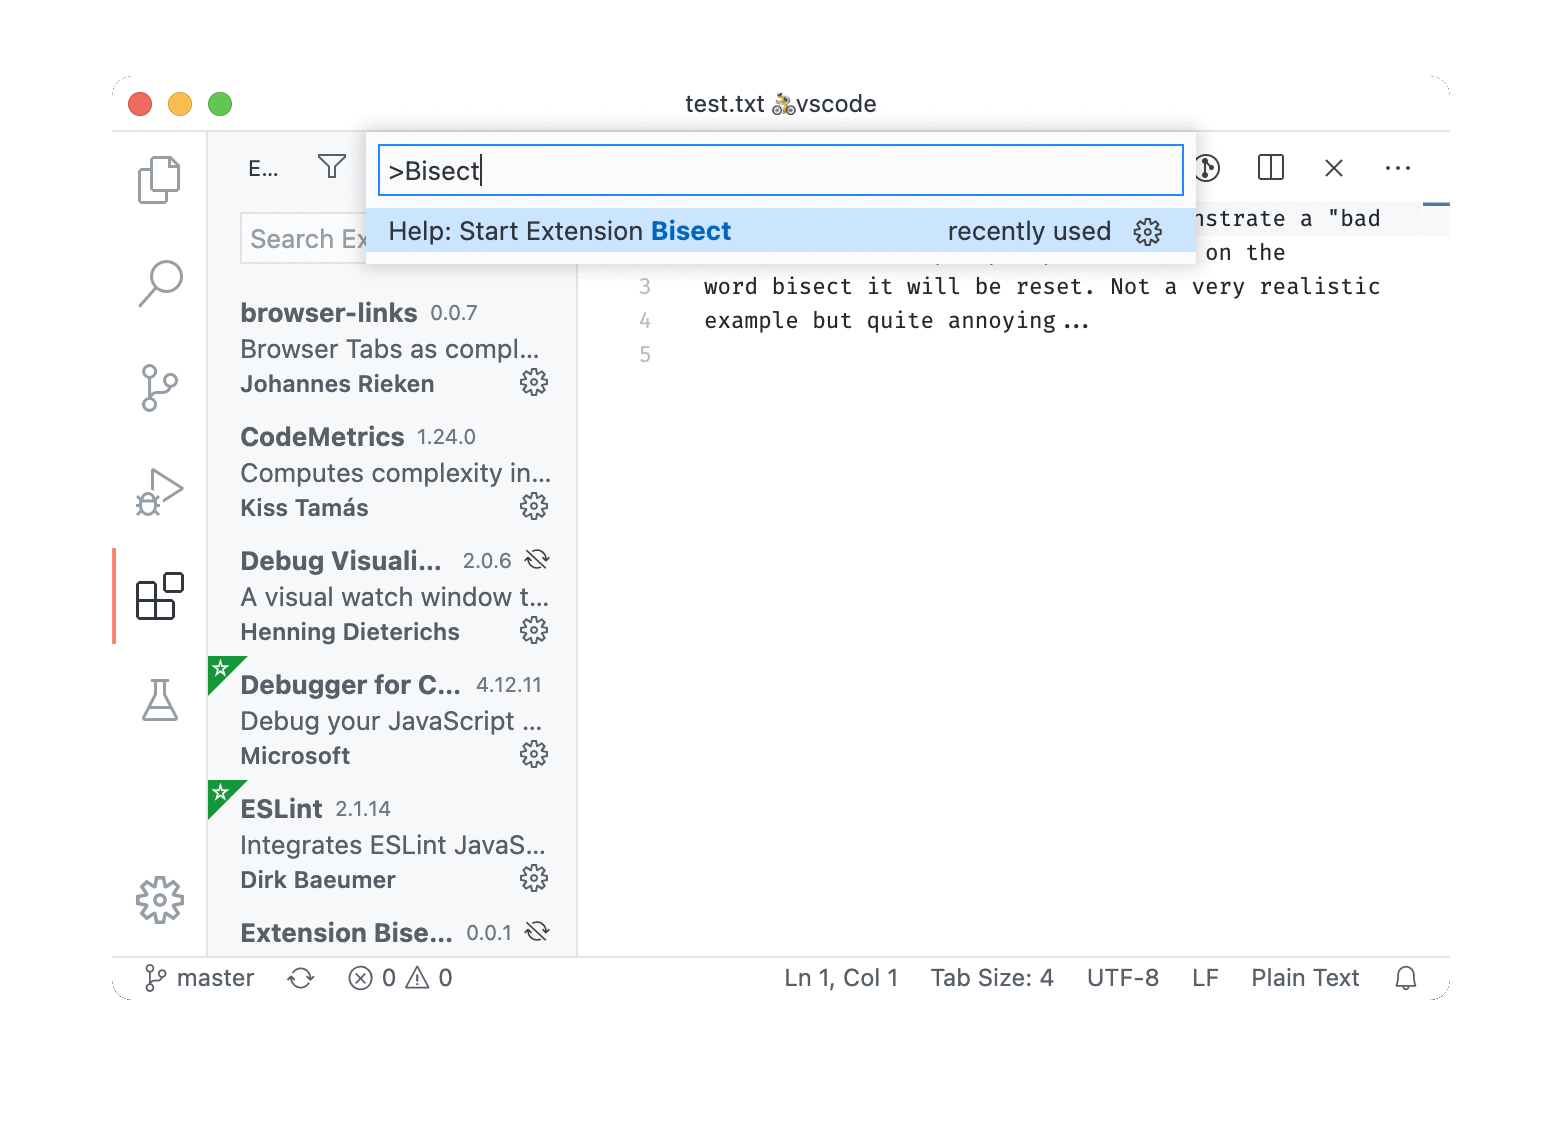 test.txt 🚴vscode
E...
>Bisect
Help: Start Extension Bisect recently used
Search Ex
browser-links 0.0.7
Browser Tabs as compl...
Johannes Rieken
CodeMetrics 1.24.0
Computes complexity in...
Kiss Tamás
Debug Visuali... 2.0.6
A visual watch window t...
Henning Dieterichs
Debugger for C... 4.12.11
Debug your JavaScript ...
Microsoft
ESLint 2.1.14
Integrates ESLint JavaS...
Dirk Baeumer
Extension Bise... 0.0.1
nstrate a "bad
on the
3 word bisect it will be reset. Not a very realistic
4 example but quite annoying...
5
master 0 0 Ln 1, Col 1 Tab Size: 4 UTF-8 LF Plain Text